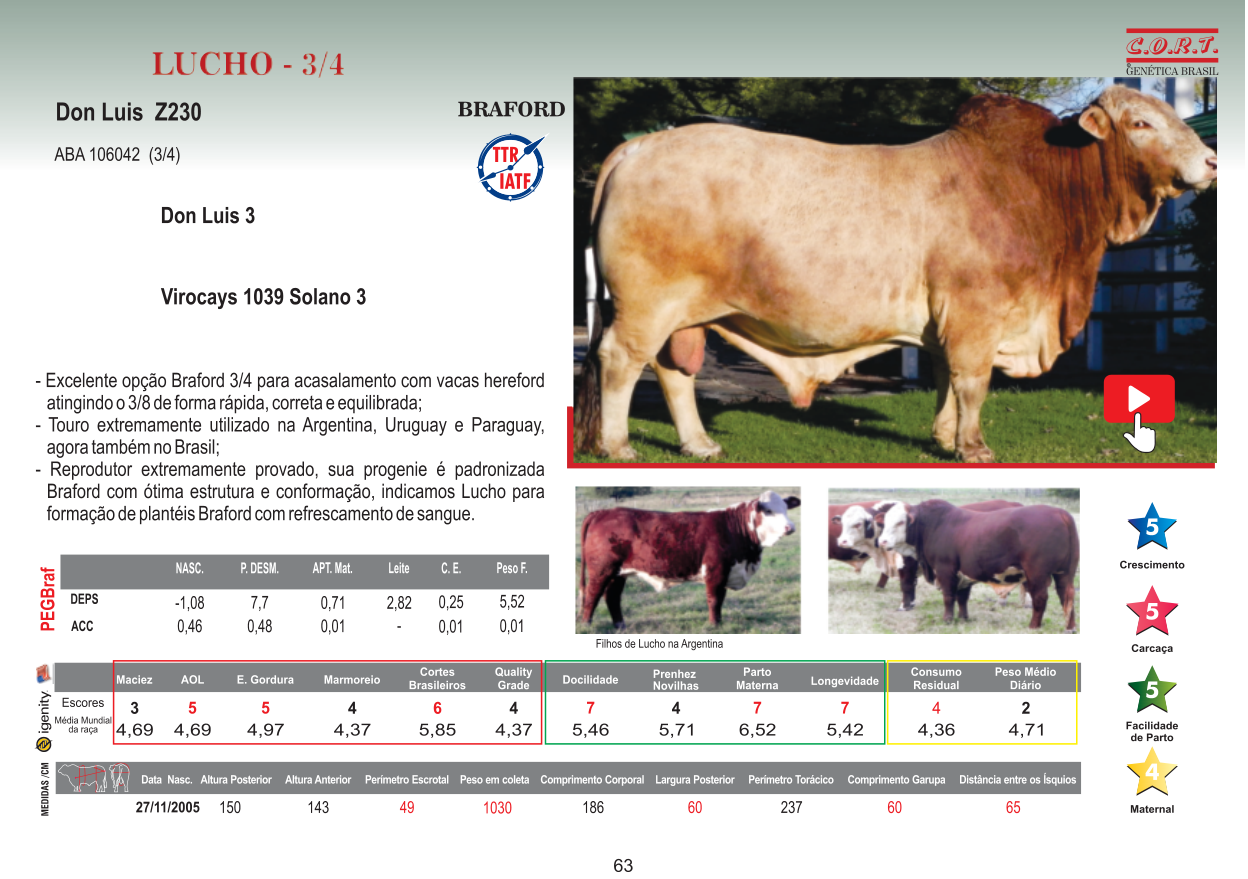 LUCHO - 3/4
C.O.R.T.
GENÉTICA BRASIL
Don Luis Z230
BRAFORD
ABA 106042 (3/4)
TTR
IATF
Don Luis 3
Virocays 1039 Solano 3
- Excelente opção Braford 3/4 para acasalamento com vacas hereford
atingindo o 3/8 de forma rápida, correta e equilibrada;
- Touro extremamente utilizado na Argentina, Uruguay e Paraguay,
agora também no Brasil;
- Reprodutor extremamente provado, sua progenie é padronizada
Braford com ótima estrutura e conformação, indicamos Lucho para
formação de plantéis Braford com refrescamento de sangue.
PEGBraf
NASC. P. DESM. APT. Mat. Leite C. E. Peso F.
DEPS -1,08 7,7 0,71 2,82 0,25 5,52
ACC 0,46 0,48 0,01 - 0,01 0,01
Filhos de Lucho na Argentina
5
Crescimento
5
Carcaça
5
Facilidade
de Parto
4
Maternal
igenity
Maciez AOL E. Gordura Marmoreio Cortes Brasileiros Quality Grade Docilidade Prenhez Novilhas Parto Materna Longevidade Consumo Residual Peso Médio Diário
Escores 3 5 5 4 6 4 7 4 7 7 4 2
Média Mundial
da raça
4,69 4,69 4,97 4,37 5,85 4,37 5,46 5,71 6,52 5,42 4,36 4,71
MEDIDAS /CM
Data Nasc. Altura Posterior Altura Anterior Perímetro Escrotal Peso em coleta Comprimento Corporal Largura Posterior Perímetro Torácico Comprimento Garupa Distância entre os Ísquios
27/11/2005 150 143 49 1030 186 60 237 60 65
63